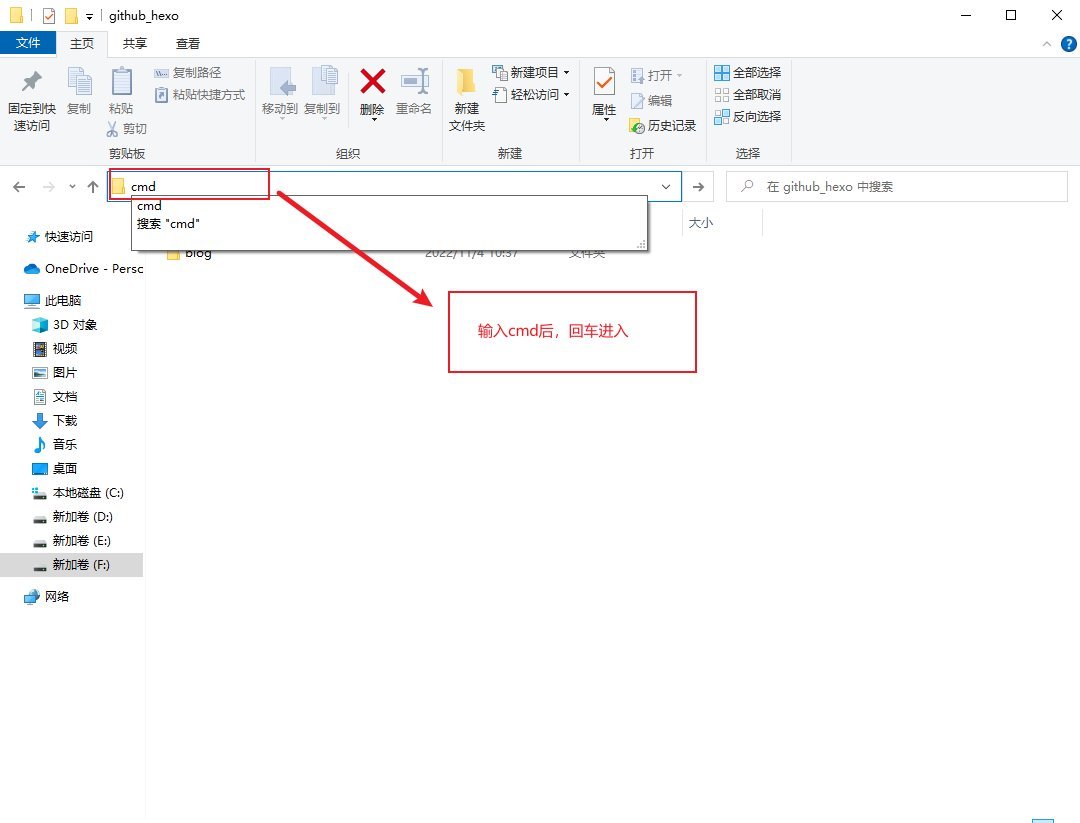 github_hexo
文件
主页
共享
查看
固定到快
速访问
复制
粘贴
复制路径
粘贴快捷方式
剪切
剪贴板
移动到
复制到
删除
重命名
组织
新建
文件夹
新建项目
轻松访问
新建
属性
打开
编辑
历史记录
打开
全部选择
全部取消
反向选择
选择
cmd
在 github_hexo 中搜索
cmd
搜索 "cmd"
大小
blog
2022/11/4 10:37
文件夹
输入cmd后，回车进入
快速访问
OneDrive - Persc
此电脑
3D 对象
视频
图片
文档
下载
音乐
桌面
本地磁盘 (C:)
新加卷 (D:)
新加卷 (E:)
新加卷 (F:)
网络